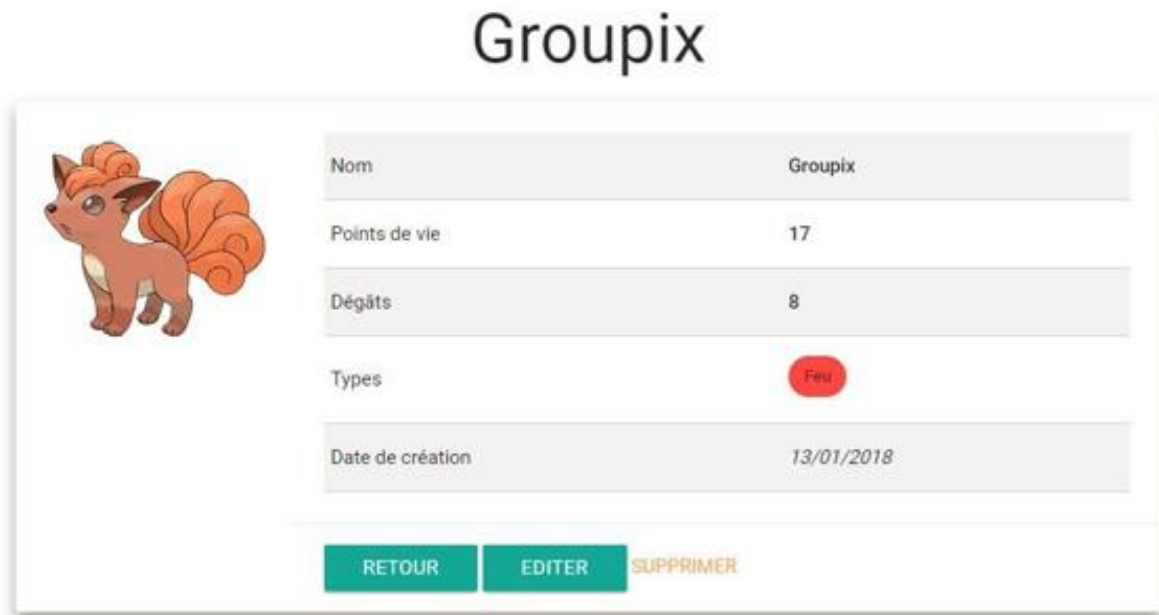 Groupix
Nom Groupix
Points de vie 17
Dégâts 8
Types Feu
Date de création 13/01/2018
RETOUR EDITER SUPPRIMER